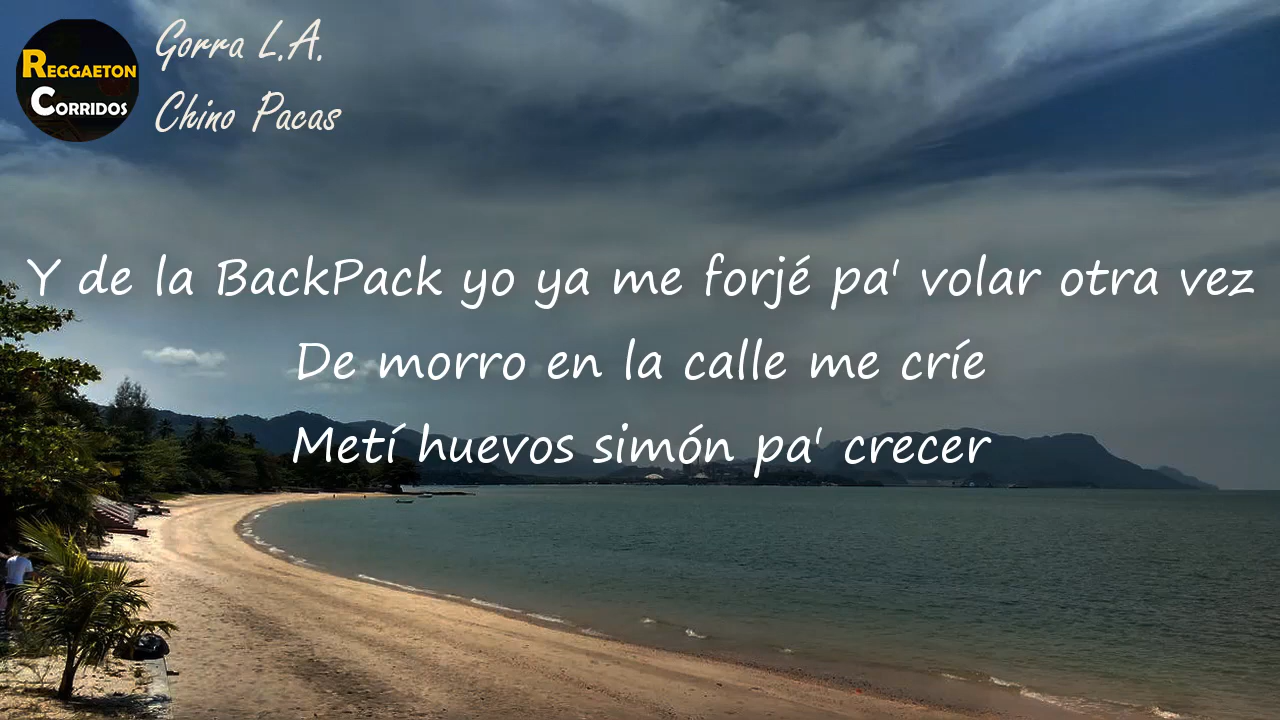 REGGAETON
CORRIDOS
Gorra L.A.
Chino Pacas
Y de la BackPack yo ya me forjé pa' volar otra vez
De morro en la calle me críe
Metí huevos simón pa' crecer